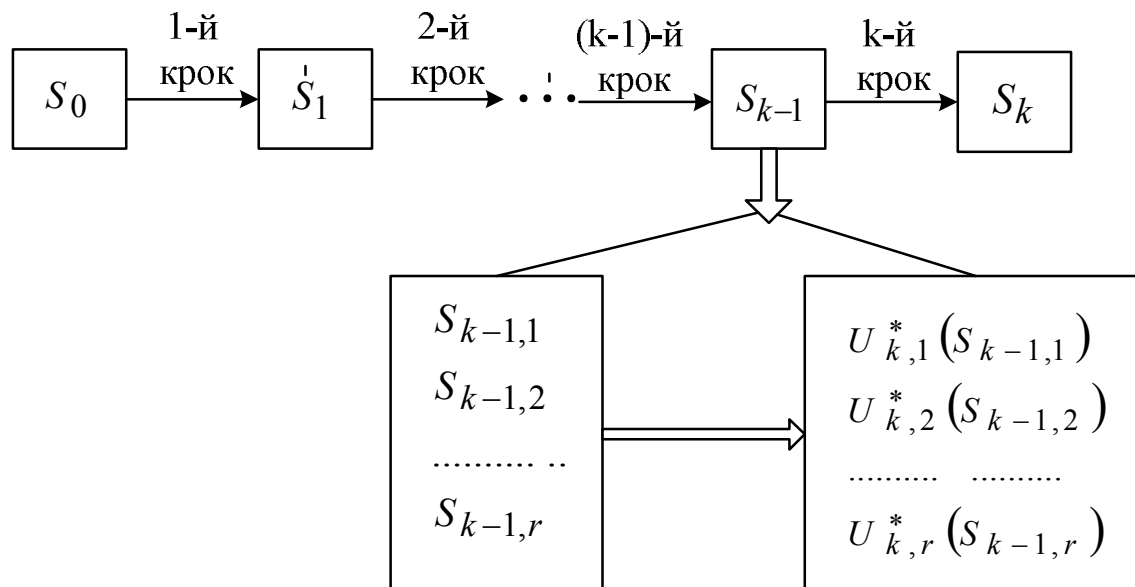 1-й крок 2-й крок (k-1)-й крок k-й крок
S₀ S₁ ... Sₖ₋₁ Sₖ
Sₖ₋₁,₁
Sₖ₋₁,₂
............ ..
Sₖ₋₁,ᵣ
U*ₖ,₁(Sₖ₋₁,₁)
U*ₖ,₂(Sₖ₋₁,₂)
.......... ..........
U*ₖ,ᵣ(Sₖ₋₁,ᵣ)